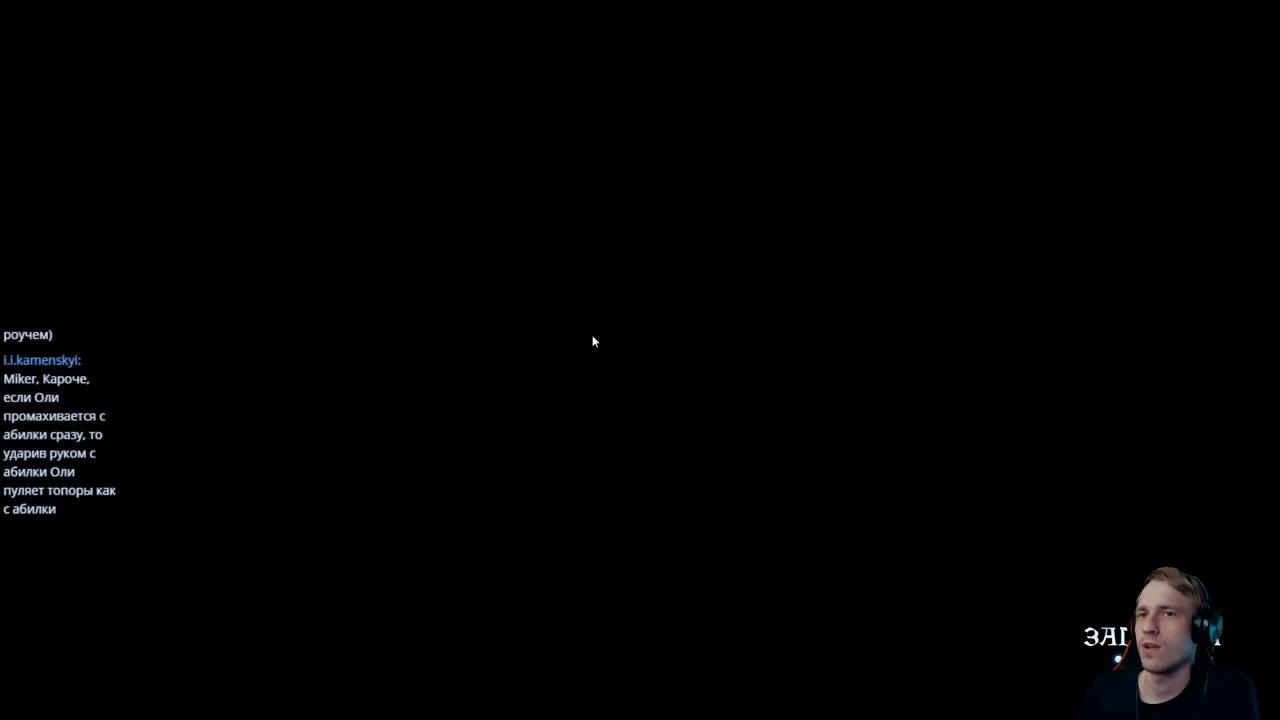 роучем)
i.i.kamenskyi:
Miker, Кароче,
если Оли
промахивается с
абилки сразу, то
ударив руком с
абилки Оли
пуляет топоры как
с абилки